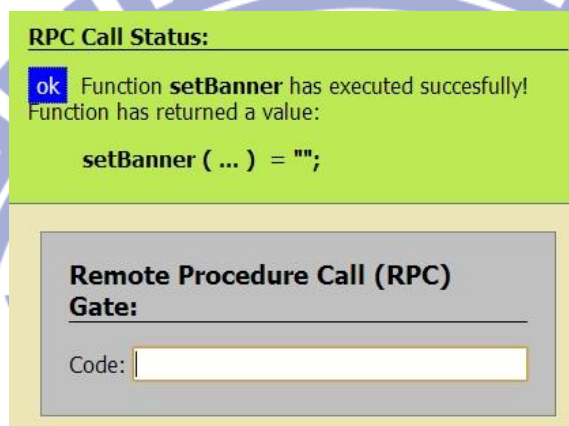 RPC Call Status:
ok Function setBanner has executed succesfully!
Function has returned a value:
setBanner ( ... ) = "";
Remote Procedure Call (RPC)
Gate:
Code: